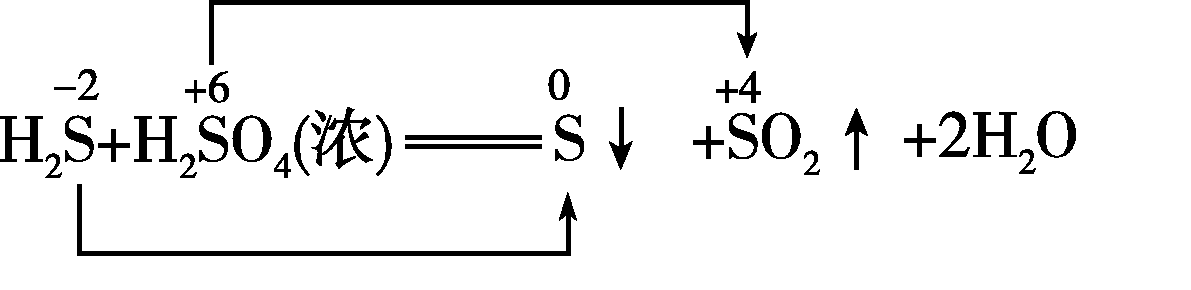 −2 +6 0 +4
H₂S+H₂SO₄(浓)══S↓ +SO₂↑ +2H₂O